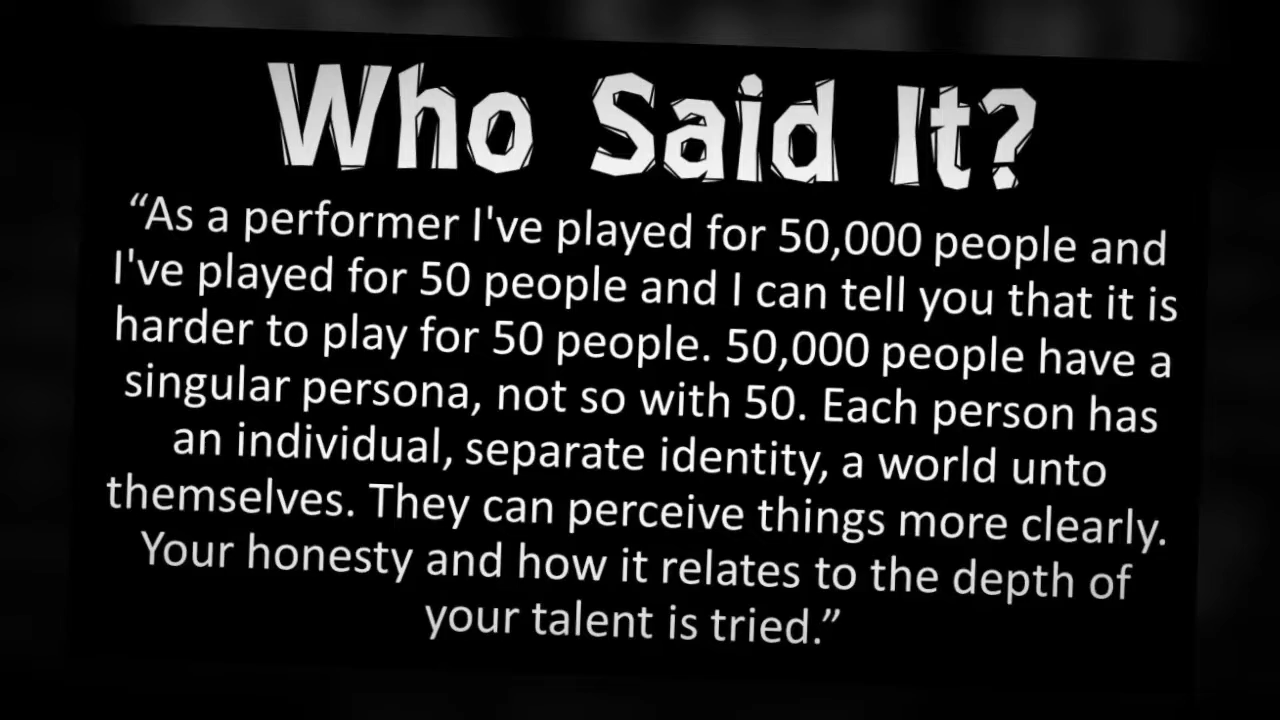 Who Said It?
“As a performer I've played for 50,000 people and
I've played for 50 people and I can tell you that it is
harder to play for 50 people. 50,000 people have a
singular persona, not so with 50. Each person has
an individual, separate identity, a world unto
themselves. They can perceive things more clearly.
Your honesty and how it relates to the depth of
your talent is tried.”